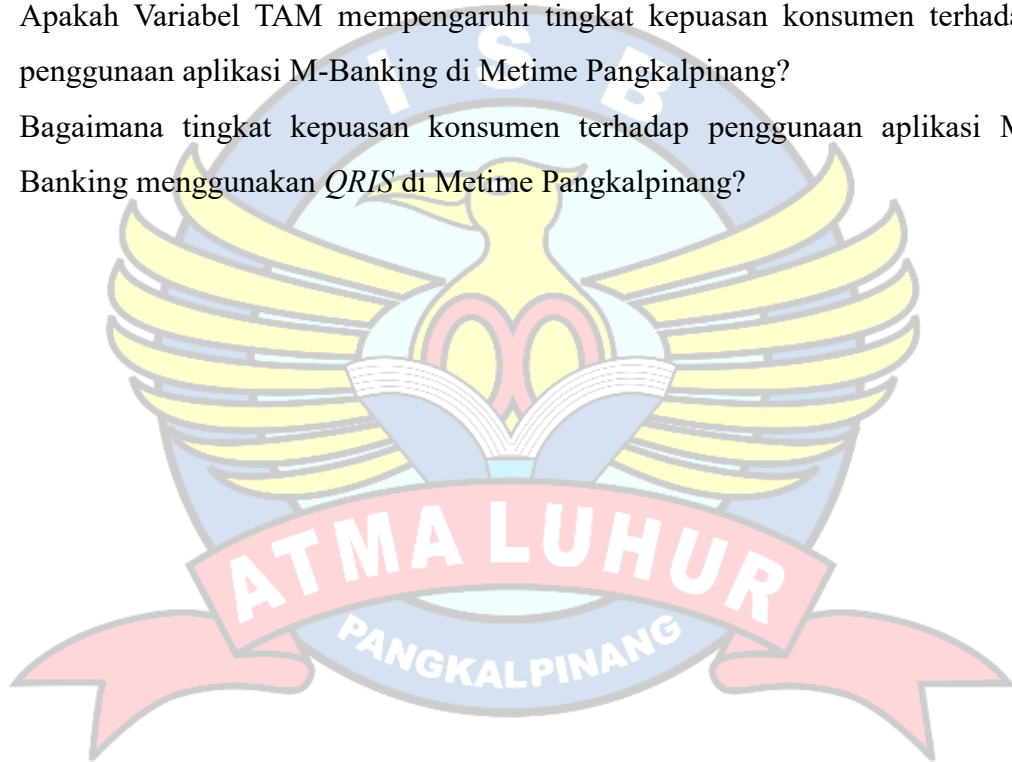 Apakah Variabel TAM mempengaruhi tingkat kepuasan konsumen terhada
penggunaan aplikasi M-Banking di Metime Pangkalpinang?
Bagaimana tingkat kepuasan konsumen terhadap penggunaan aplikasi M
Banking menggunakan QRIS di Metime Pangkalpinang?
I S B
ATMA LUHUR
PANGKALPINANG